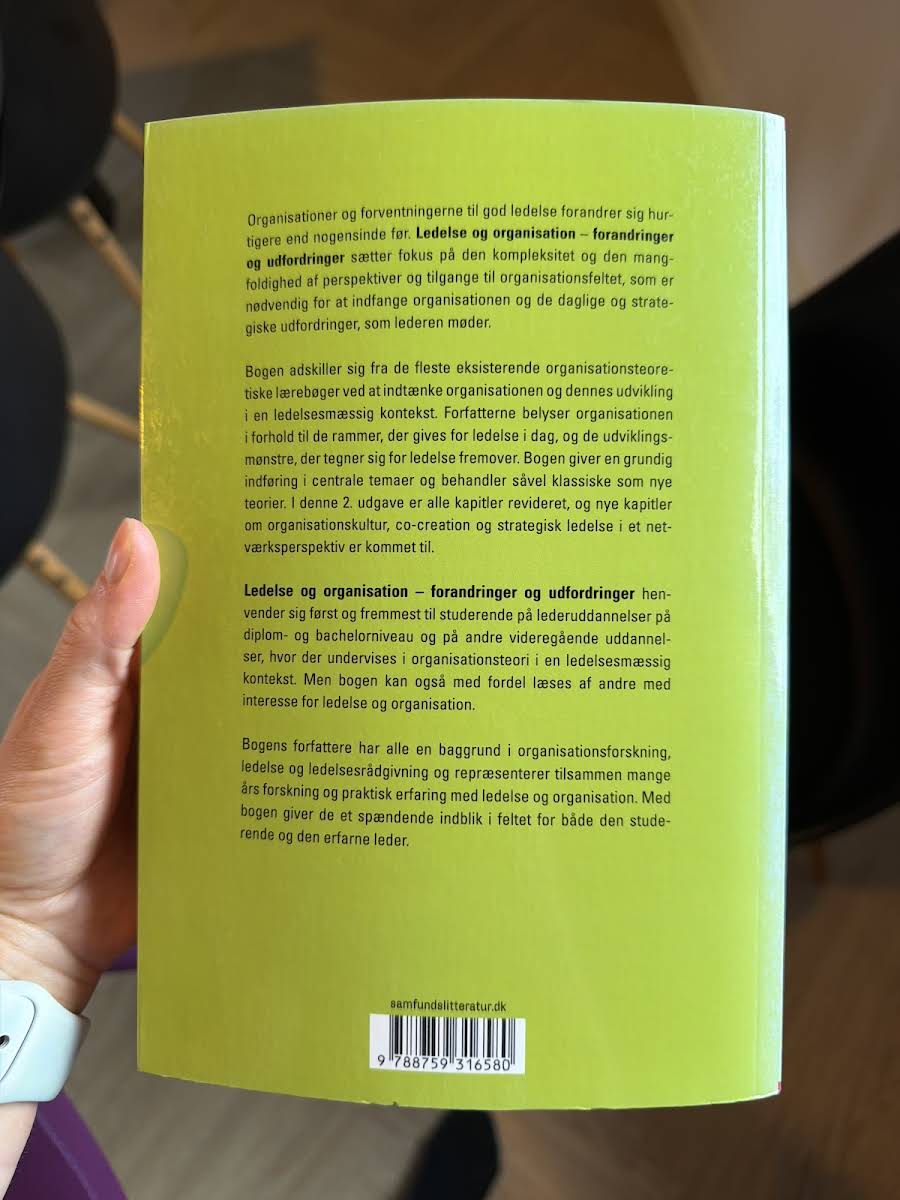 Organisationer og forventningerne til god ledelse forandrer sig hur-
tigere end nogensinde før. Ledelse og organisation – forandringer
og udfordringer sætter fokus på den kompleksitet og den mang-
foldighed af perspektiver og tilgange til organisationsfeltet, som er
nødvendig for at indfange organisationen og de daglige og strate-
giske udfordringer, som lederen møder.
Bogen adskiller sig fra de fleste eksisterende organisationsteore-
tiske lærebøger ved at indtænke organisationen og dennes udvikling
i en ledelsesmæssig kontekst. Forfatterne belyser organisationen
i forhold til de rammer, der gives for ledelse i dag, og de udviklings-
mønstre, der tegner sig for ledelse fremover. Bogen giver en grundig
indføring i centrale temaer og behandler såvel klassiske som nye
teorier. I denne 2. udgave er alle kapitler revideret, og nye kapitler
om organisationskultur, co-creation og strategisk ledelse i et net-
værksperspektiv er kommet til.
Ledelse og organisation – forandringer og udfordringer hen-
vender sig først og fremmest til studerende på lederuddannelser på
diplom- og bachelorniveau og på andre videregående uddannel-
ser, hvor der undervises i organisationsteori i en ledelsesmæssig
kontekst. Men bogen kan også med fordel læses af andre med
interesse for ledelse og organisation.
Bogens forfattere har alle en baggrund i organisationsforskning,
ledelse og ledelsesrådgivning og repræsenterer tilsammen mange
års forskning og praktisk erfaring med ledelse og organisation. Med
bogen giver de et spændende indblik i feltet for både den stude-
rende og den erfarne leder.
samfundslitteratur.dk
9 788759 316580